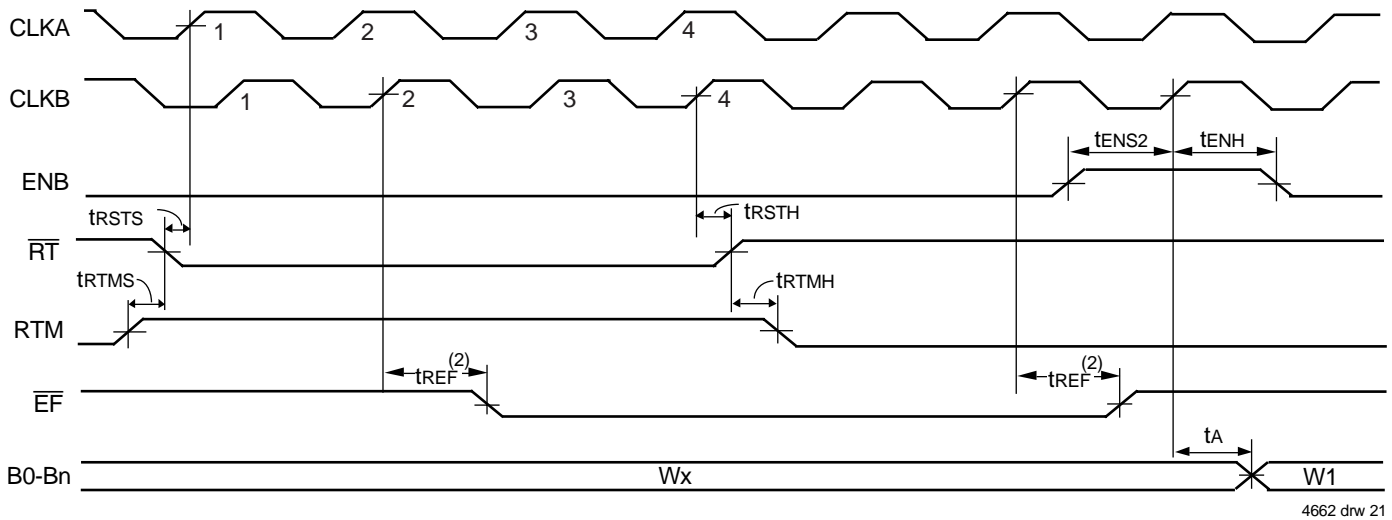 CLKA 1 2 3 4
CLKB 1 2 3 4
tENS2 tENH
ENB
tRSTS tRSTH
RT
tRTMS tRTMH
RTM
tREF(2) tREF(2)
EF
tA
B0-Bn Wx W1
4662 drw 21